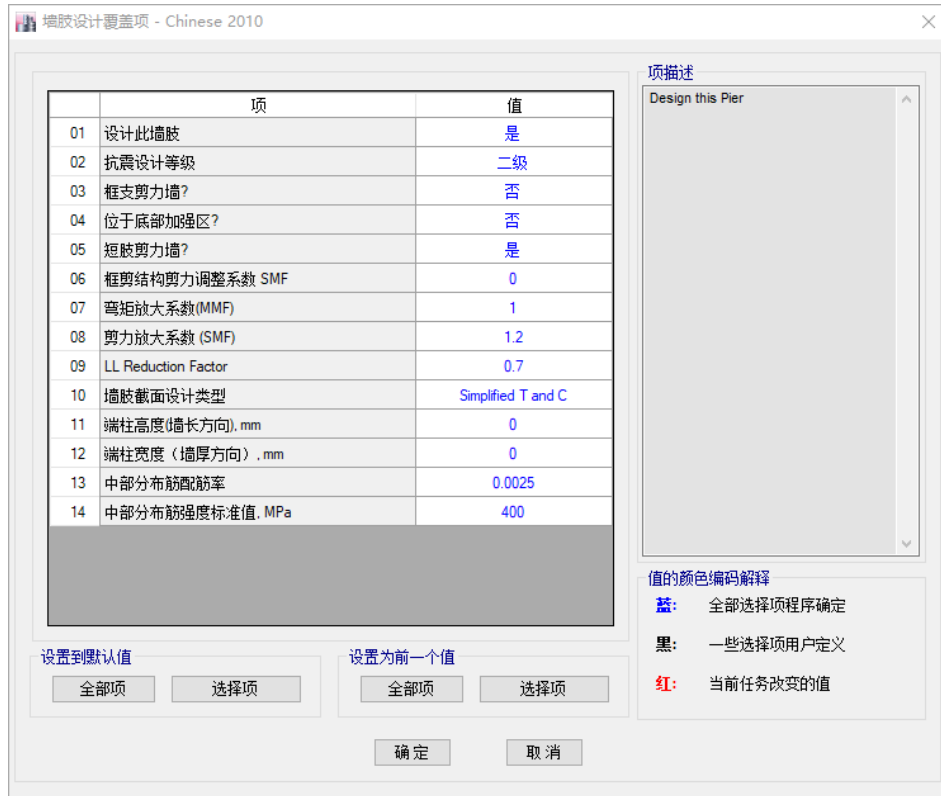 墙肢设计覆盖项 - Chinese 2010
项描述
项 值
Design this Pier
01 设计此墙肢 是
02 抗震设计等级 二级
03 框支剪力墙? 否
04 位于底部加强区? 否
05 短肢剪力墙? 是
06 框剪结构剪力调整系数 SMF 0
07 弯矩放大系数(MMF) 1
08 剪力放大系数 (SMF) 1.2
09 LL Reduction Factor 0.7
10 墙肢截面设计类型 Simplified T and C
11 端柱高度(墙长方向), mm 0
12 端柱宽度（墙厚方向）, mm 0
13 中部分布筋配筋率 0.0025
14 中部分布筋强度标准值, MPa 400
值的颜色编码解释
蓝: 全部选择项程序确定
黑: 一些选择项用户定义
红: 当前任务改变的值
设置到默认值
全部项 选择项
设置为前一个值
全部项 选择项
确定 取消